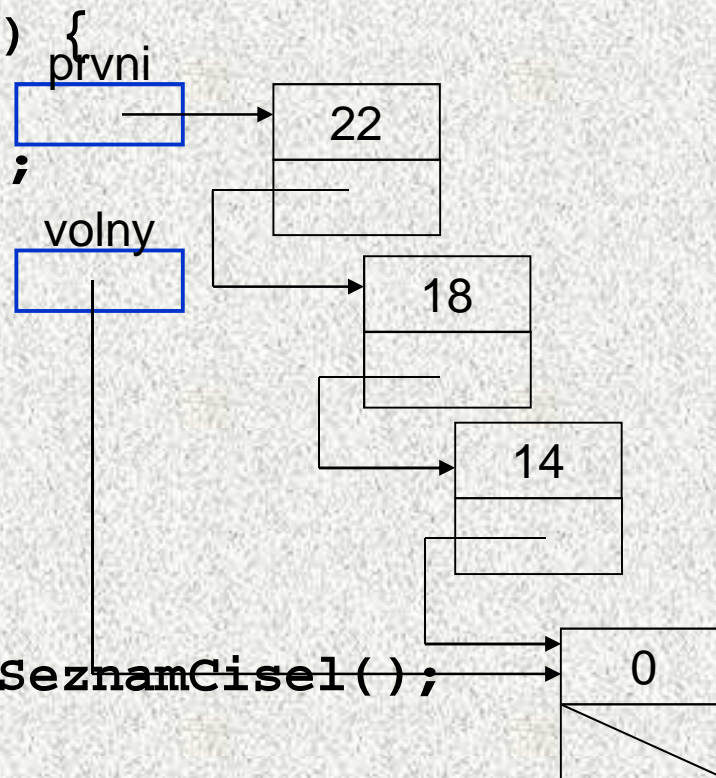 ) {
prvni
22
;
volny
18
14
SeznamCisel();
0